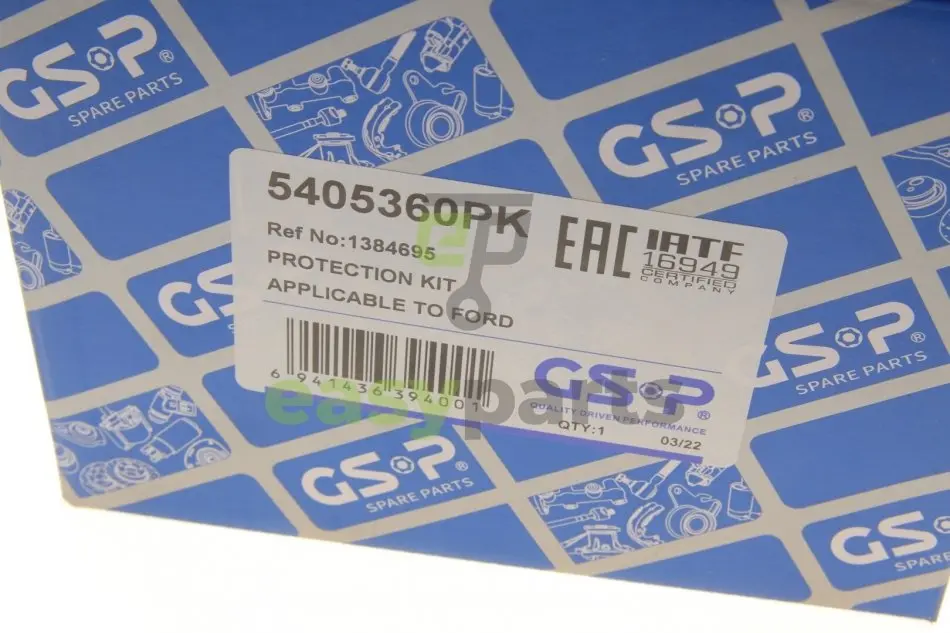 GS·P®
SPARE PARTS
GS·P®
SPARE PARTS
5405360PK
Ref No:1384695
PROTECTION KIT
APPLICABLE TO FORD
EAC
IATF
16949
CERTIFIED
COMPANY
6 941436 394001
GS·P®
QUALITY DRIVEN PERFORMANCE
QTY:1
03/22
ep
easyparts
GS·P®
SPARE PARTS
GS·P®
SPARE PARTS
GS
SPARE